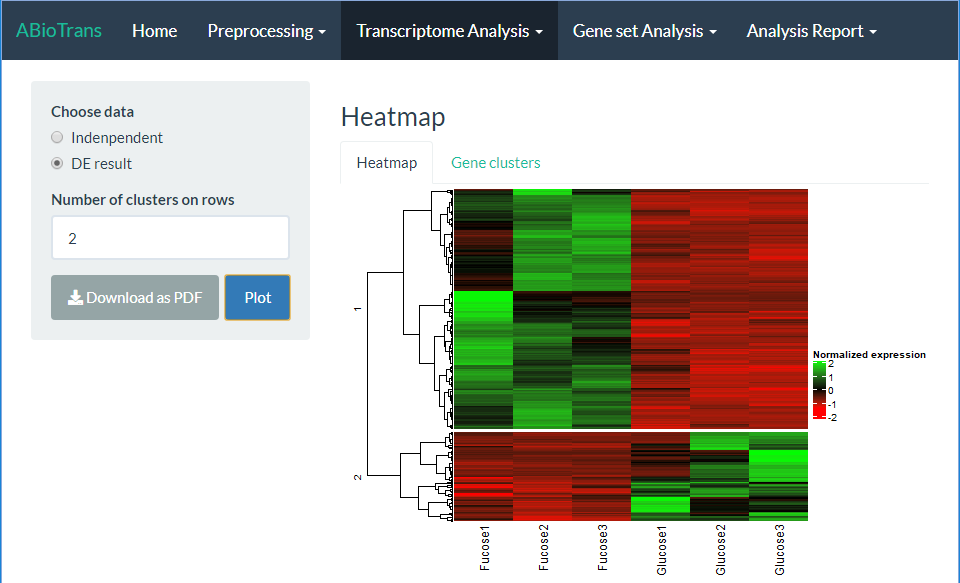 ABioTrans Home Preprocessing Transcriptome Analysis Gene set Analysis Analysis Report
Choose data
Indenpendent
DE result
Number of clusters on rows
2
Download as PDF Plot
Heatmap
Heatmap Gene clusters
1
2
Normalized expression
2
1
0
-1
-2
Fucose1
Fucose2
Fucose3
Glucose1
Glucose2
Glucose3